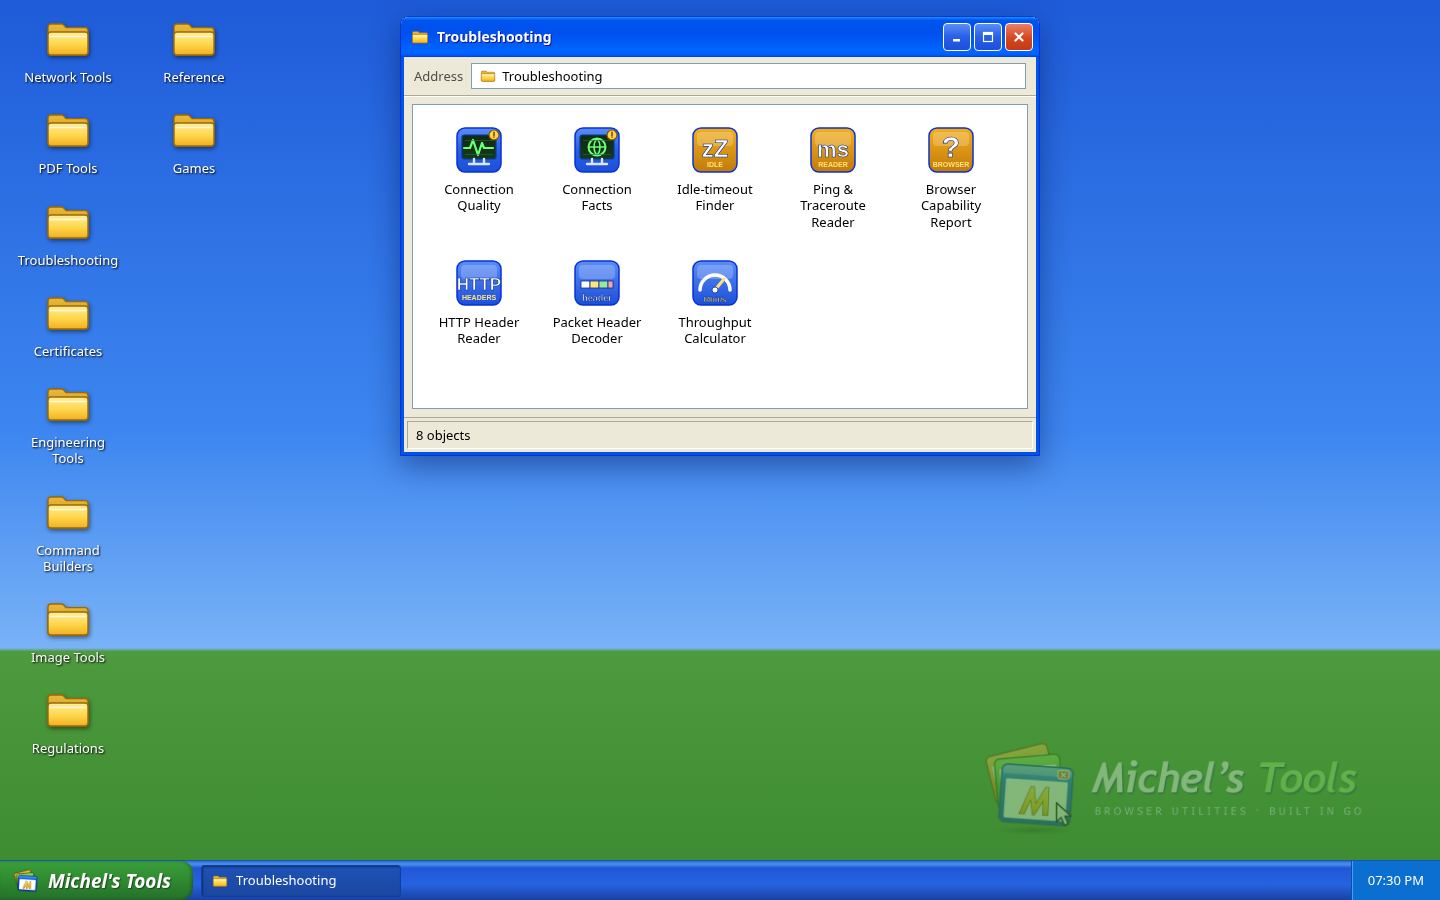 Network Tools
Reference
PDF Tools
Games
Troubleshooting
Certificates
Engineering
Tools
Command
Builders
Image Tools
Regulations
Troubleshooting
Address
Troubleshooting
!
Connection
Quality
!
Connection
Facts
zZ
IDLE
Idle-timeout
Finder
ms
READER
Ping &
Traceroute
Reader
?
BROWSER
Browser
Capability
Report
HTTP
HEADERS
HTTP Header
Reader
header
Packet Header
Decoder
Throughput
Calculator
8 objects
M
Michel's Tools
BROWSER UTILITIES · BUILT IN GO
Michel's Tools
Troubleshooting
07:30 PM